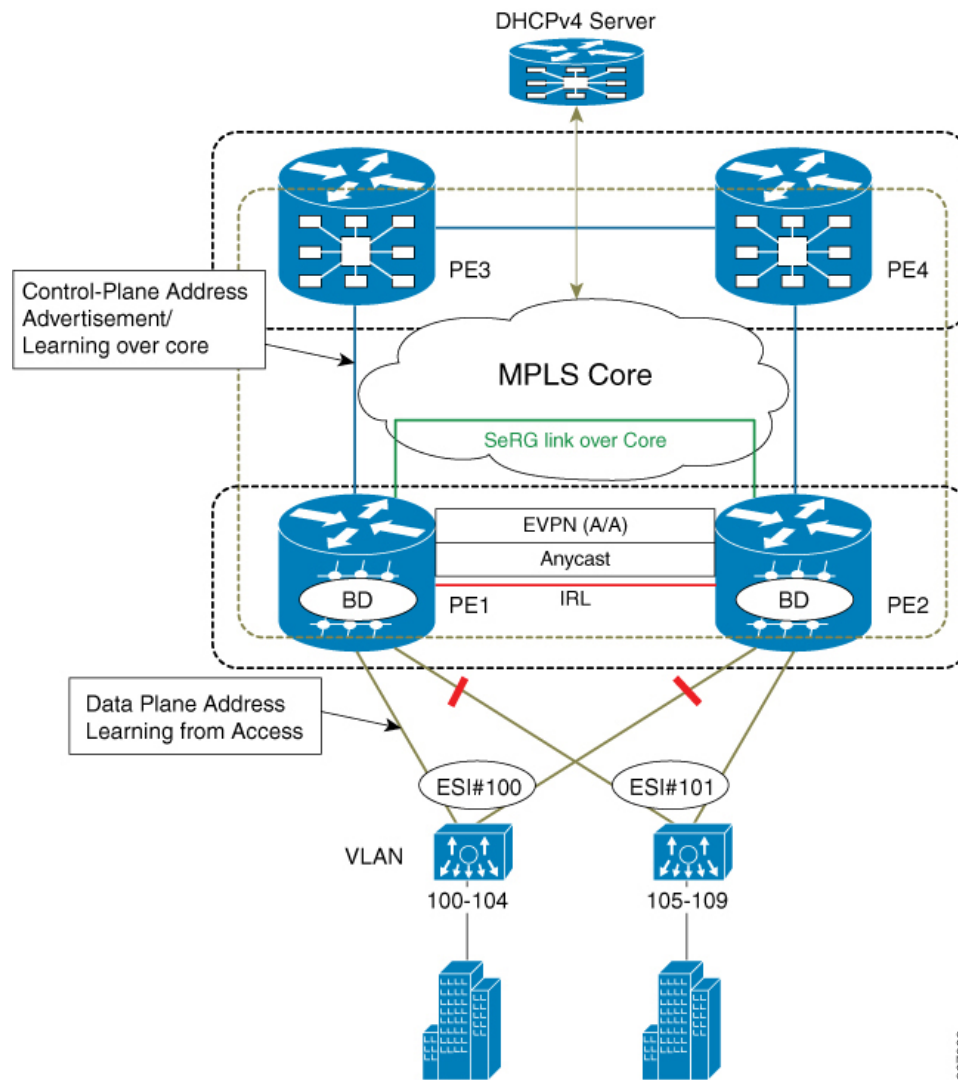 DHCPv4 Server
PE3
PE4
Control-Plane Address
Advertisement/
Learning over core
MPLS Core
SeRG link over Core
EVPN (A/A)
Anycast
IRL
BD
PE1
BD
PE2
Data Plane Address
Learning from Access
ESI#100
ESI#101
VLAN
100-104
105-109